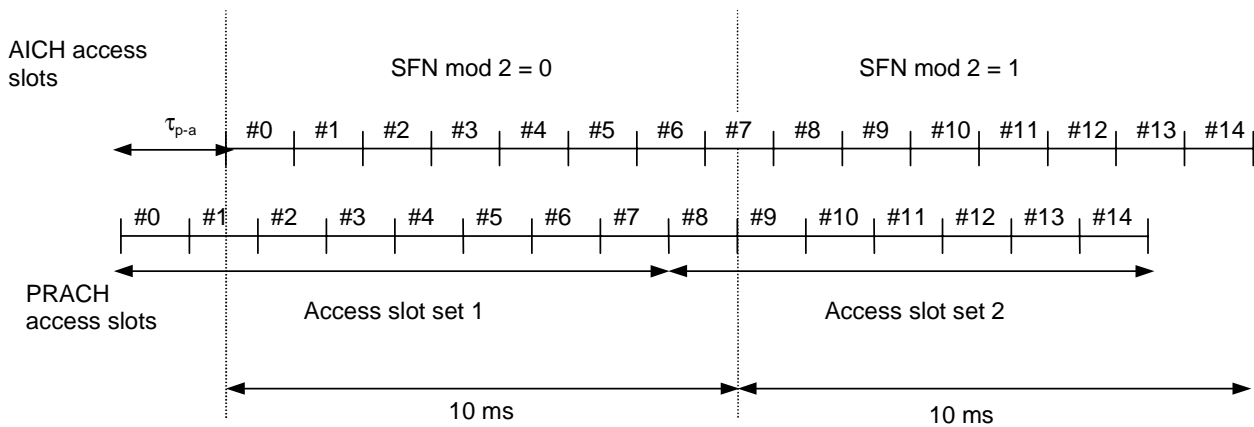 AICH access
slots
SFN mod 2 = 0
SFN mod 2 = 1
τp-a
#0 #1 #2 #3 #4 #5 #6 #7 #8 #9 #10 #11 #12 #13 #14
#0 #1 #2 #3 #4 #5 #6 #7 #8 #9 #10 #11 #12 #13 #14
PRACH
access slots
Access slot set 1
Access slot set 2
10 ms
10 ms